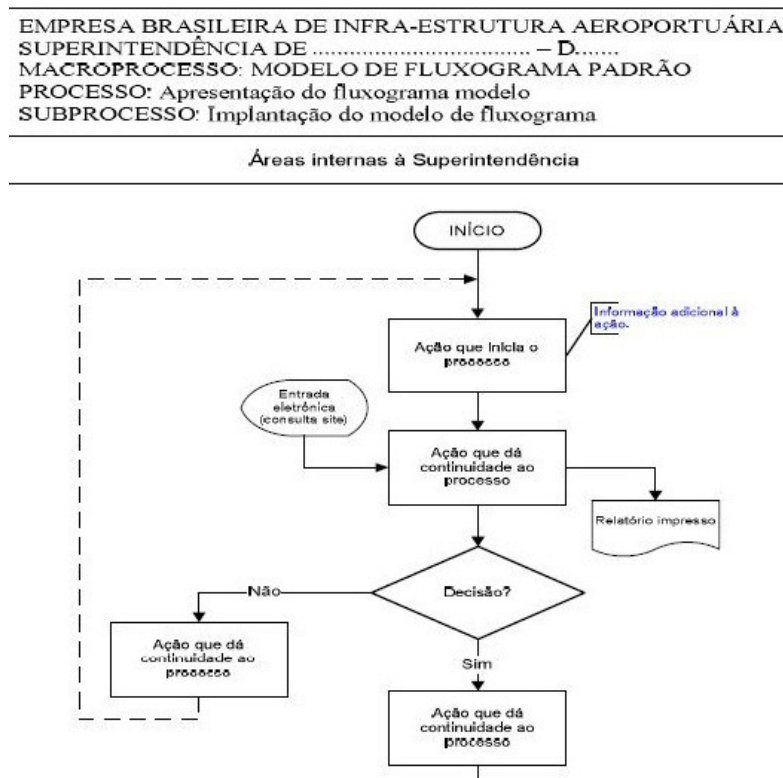 EMPRESA BRASILEIRA DE INFRA-ESTRUTURA AEROPORTUÁRIA
SUPERINTENDÊNCIA DE .................................... – D.......
MACROPROCESSO: MODELO DE FLUXOGRAMA PADRÃO
PROCESSO: Apresentação do fluxograma modelo
SUBPROCESSO: Implantação do modelo de fluxograma
Áreas internas à Superintendência
INÍCIO
Informação adicional à
ação.
Ação que inicia o
processo
Entrada
eletrônica
(consulta site)
Ação que dá
continuidade ao
processo
Relatório impresso
Decisão?
Não
Ação que dá
continuidade ao
processo
Sim
Ação que dá
continuidade ao
processo